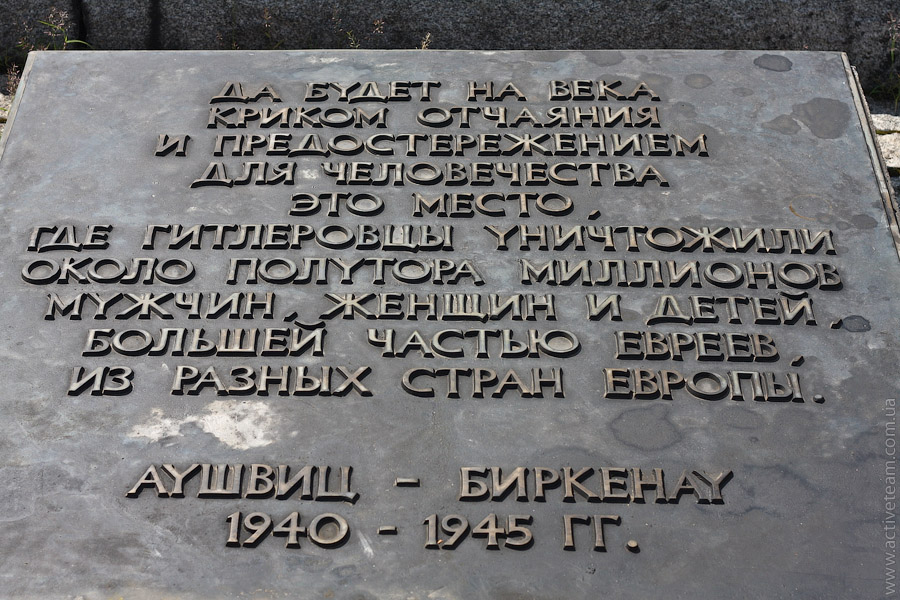 ДА БУДЕТ НА ВЕКА
КРИКОМ ОТЧАЯНИЯ
И ПРЕДОСТЕРЕЖЕНИЕМ
ДЛЯ ЧЕЛОВЕЧЕСТВА
ЭТО МЕСТО,
ГДЕ ГИТЛЕРОВЦЫ УНИЧТОЖИЛИ
ОКОЛО ПОЛУТОРА МИЛЛИОНОВ
МУЖЧИН, ЖЕНЩИН И ДЕТЕЙ,
БОЛЬШЕЙ ЧАСТЬЮ ЕВРЕЕВ,
ИЗ РАЗНЫХ СТРАН ЕВРОПЫ.
АУШВИЦ - БИРКЕНАУ
1940 - 1945 ГГ.
www.activeteam.com.ua